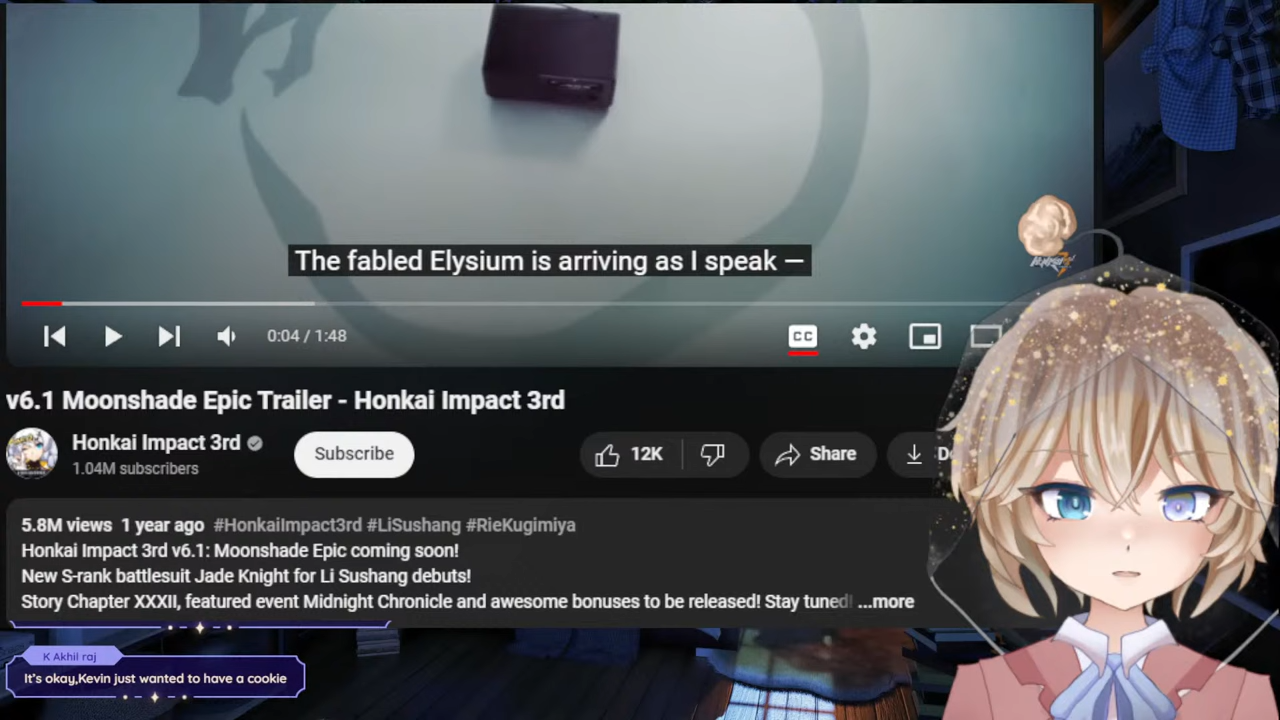 The fabled Elysium is arriving as I speak —
0:04 / 1:48
CC
v6.1 Moonshade Epic Trailer - Honkai Impact 3rd
Honkai Impact 3rd
1.04M subscribers
Subscribe
12K
Share
5.8M views 1 year ago #HonkaiImpact3rd #LiSushang #RieKugimiya
Honkai Impact 3rd v6.1: Moonshade Epic coming soon!
New S-rank battlesuit Jade Knight for Li Sushang debuts!
Story Chapter XXXII, featured event Midnight Chronicle and awesome bonuses to be released! Stay tuned! ...more
K Akhil raj
It's okay,Kevin just wanted to have a cookie